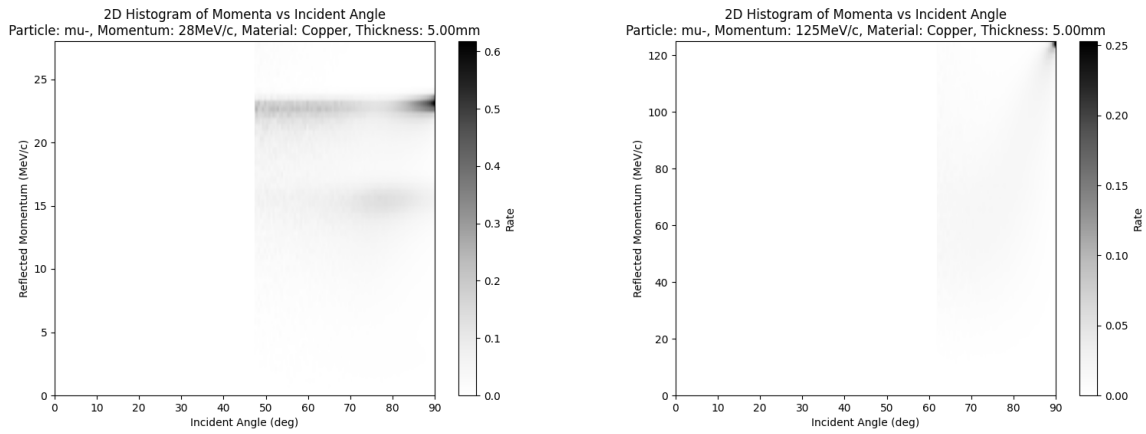 2D Histogram of Momenta vs Incident Angle
Particle: mu-, Momentum: 28MeV/c, Material: Copper, Thickness: 5.00mm
25
20
15
10
5
0
Reflected Momentum (MeV/c)
0 10 20 30 40 50 60 70 80 90
Incident Angle (deg)
0.6
0.5
0.4
0.3
0.2
0.1
0.0
Rate
2D Histogram of Momenta vs Incident Angle
Particle: mu-, Momentum: 125MeV/c, Material: Copper, Thickness: 5.00mm
120
100
80
60
40
20
0
Reflected Momentum (MeV/c)
0 10 20 30 40 50 60 70 80 90
Incident Angle (deg)
0.25
0.20
0.15
0.10
0.05
0.00
Rate